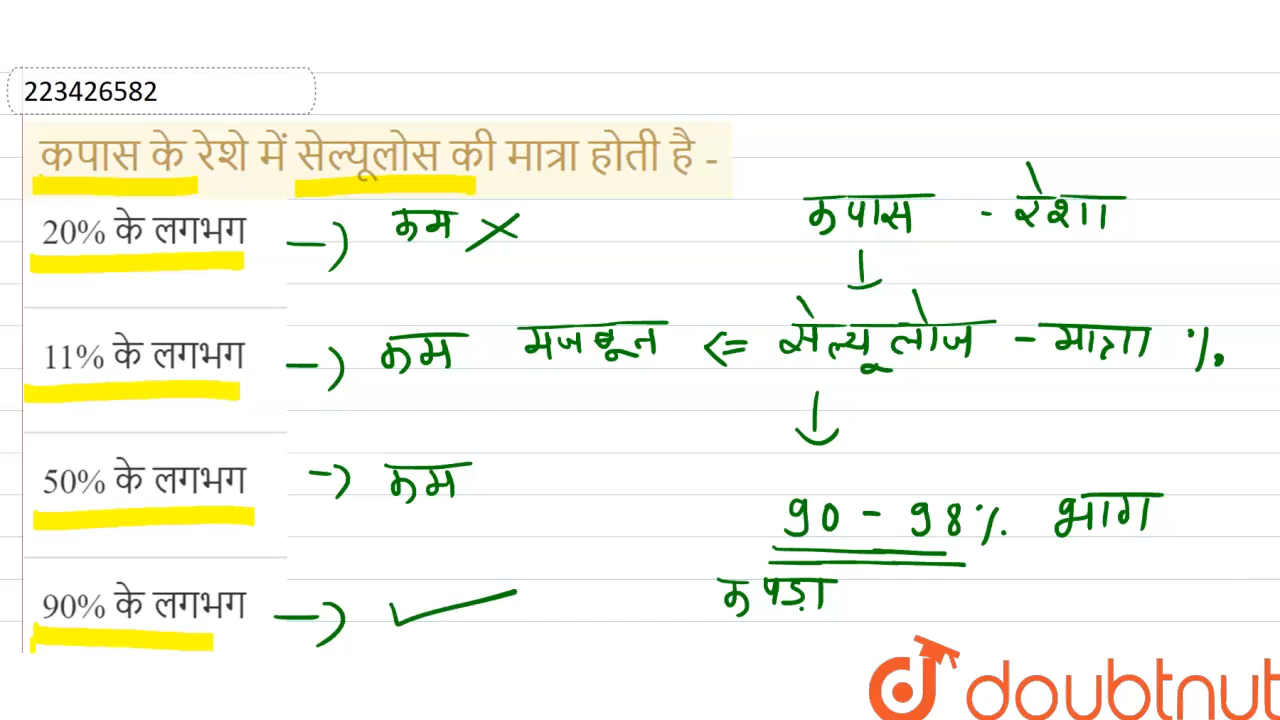 223426582
कपास के रेशे में सेल्यूलोस की मात्रा होती है -
20% के लगभग
कम
कपास - रेशा
11% के लगभग
कम
मजबूत <= सेल्यूलोज - मात्रा %
50% के लगभग
कम
90 - 98% भाग
90% के लगभग
कपड़ा
doubtnut